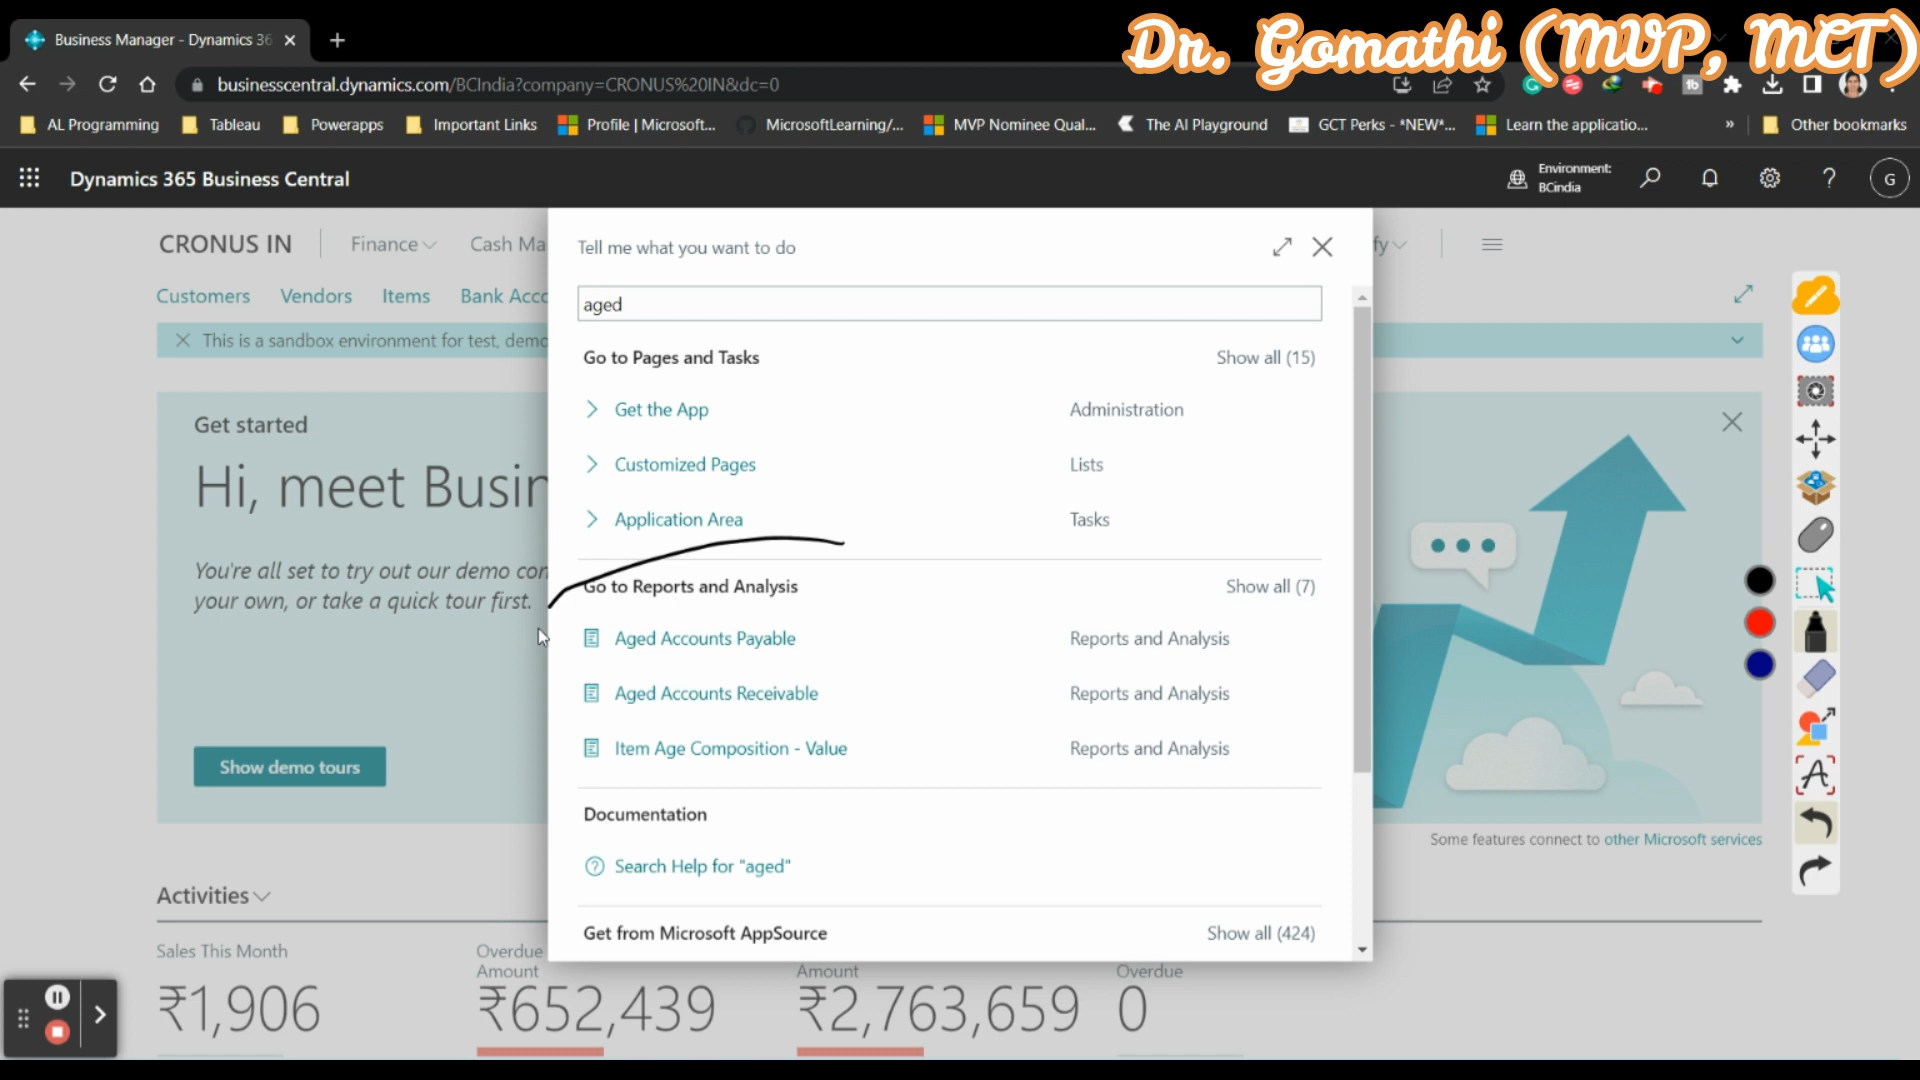 Dr. Gomathi (MVP, MCT)
Business Manager - Dynamics 36
businesscentral.dynamics.com/BCIndia?company=CRONUS%20IN&dc=0
AL Programming Tableau Powerapps Important Links Profile | Microsoft... MicrosoftLearning/... MVP Nominee Qual... The AI Playground GCT Perks - *NEW*... Learn the applicatio... » Other bookmarks
Dynamics 365 Business Central
Environment:
BCindia
G
CRONUS IN Finance Cash Ma
fy
Customers Vendors Items Bank Acco
This is a sandbox environment for test, demo
Get started
Hi, meet Busin
You're all set to try out our demo con
your own, or take a quick tour first.
Show demo tours
Tell me what you want to do
aged
Go to Pages and Tasks Show all (15)
Get the App Administration
Customized Pages Lists
Application Area Tasks
Go to Reports and Analysis Show all (7)
Aged Accounts Payable Reports and Analysis
Aged Accounts Receivable Reports and Analysis
Item Age Composition - Value Reports and Analysis
Documentation
Search Help for "aged"
Get from Microsoft AppSource Show all (424)
Some features connect to other Microsoft services
Activities
Sales This Month
₹1,906
Overdue
Amount
₹652,439
Amount
₹2,763,659
Overdue
0